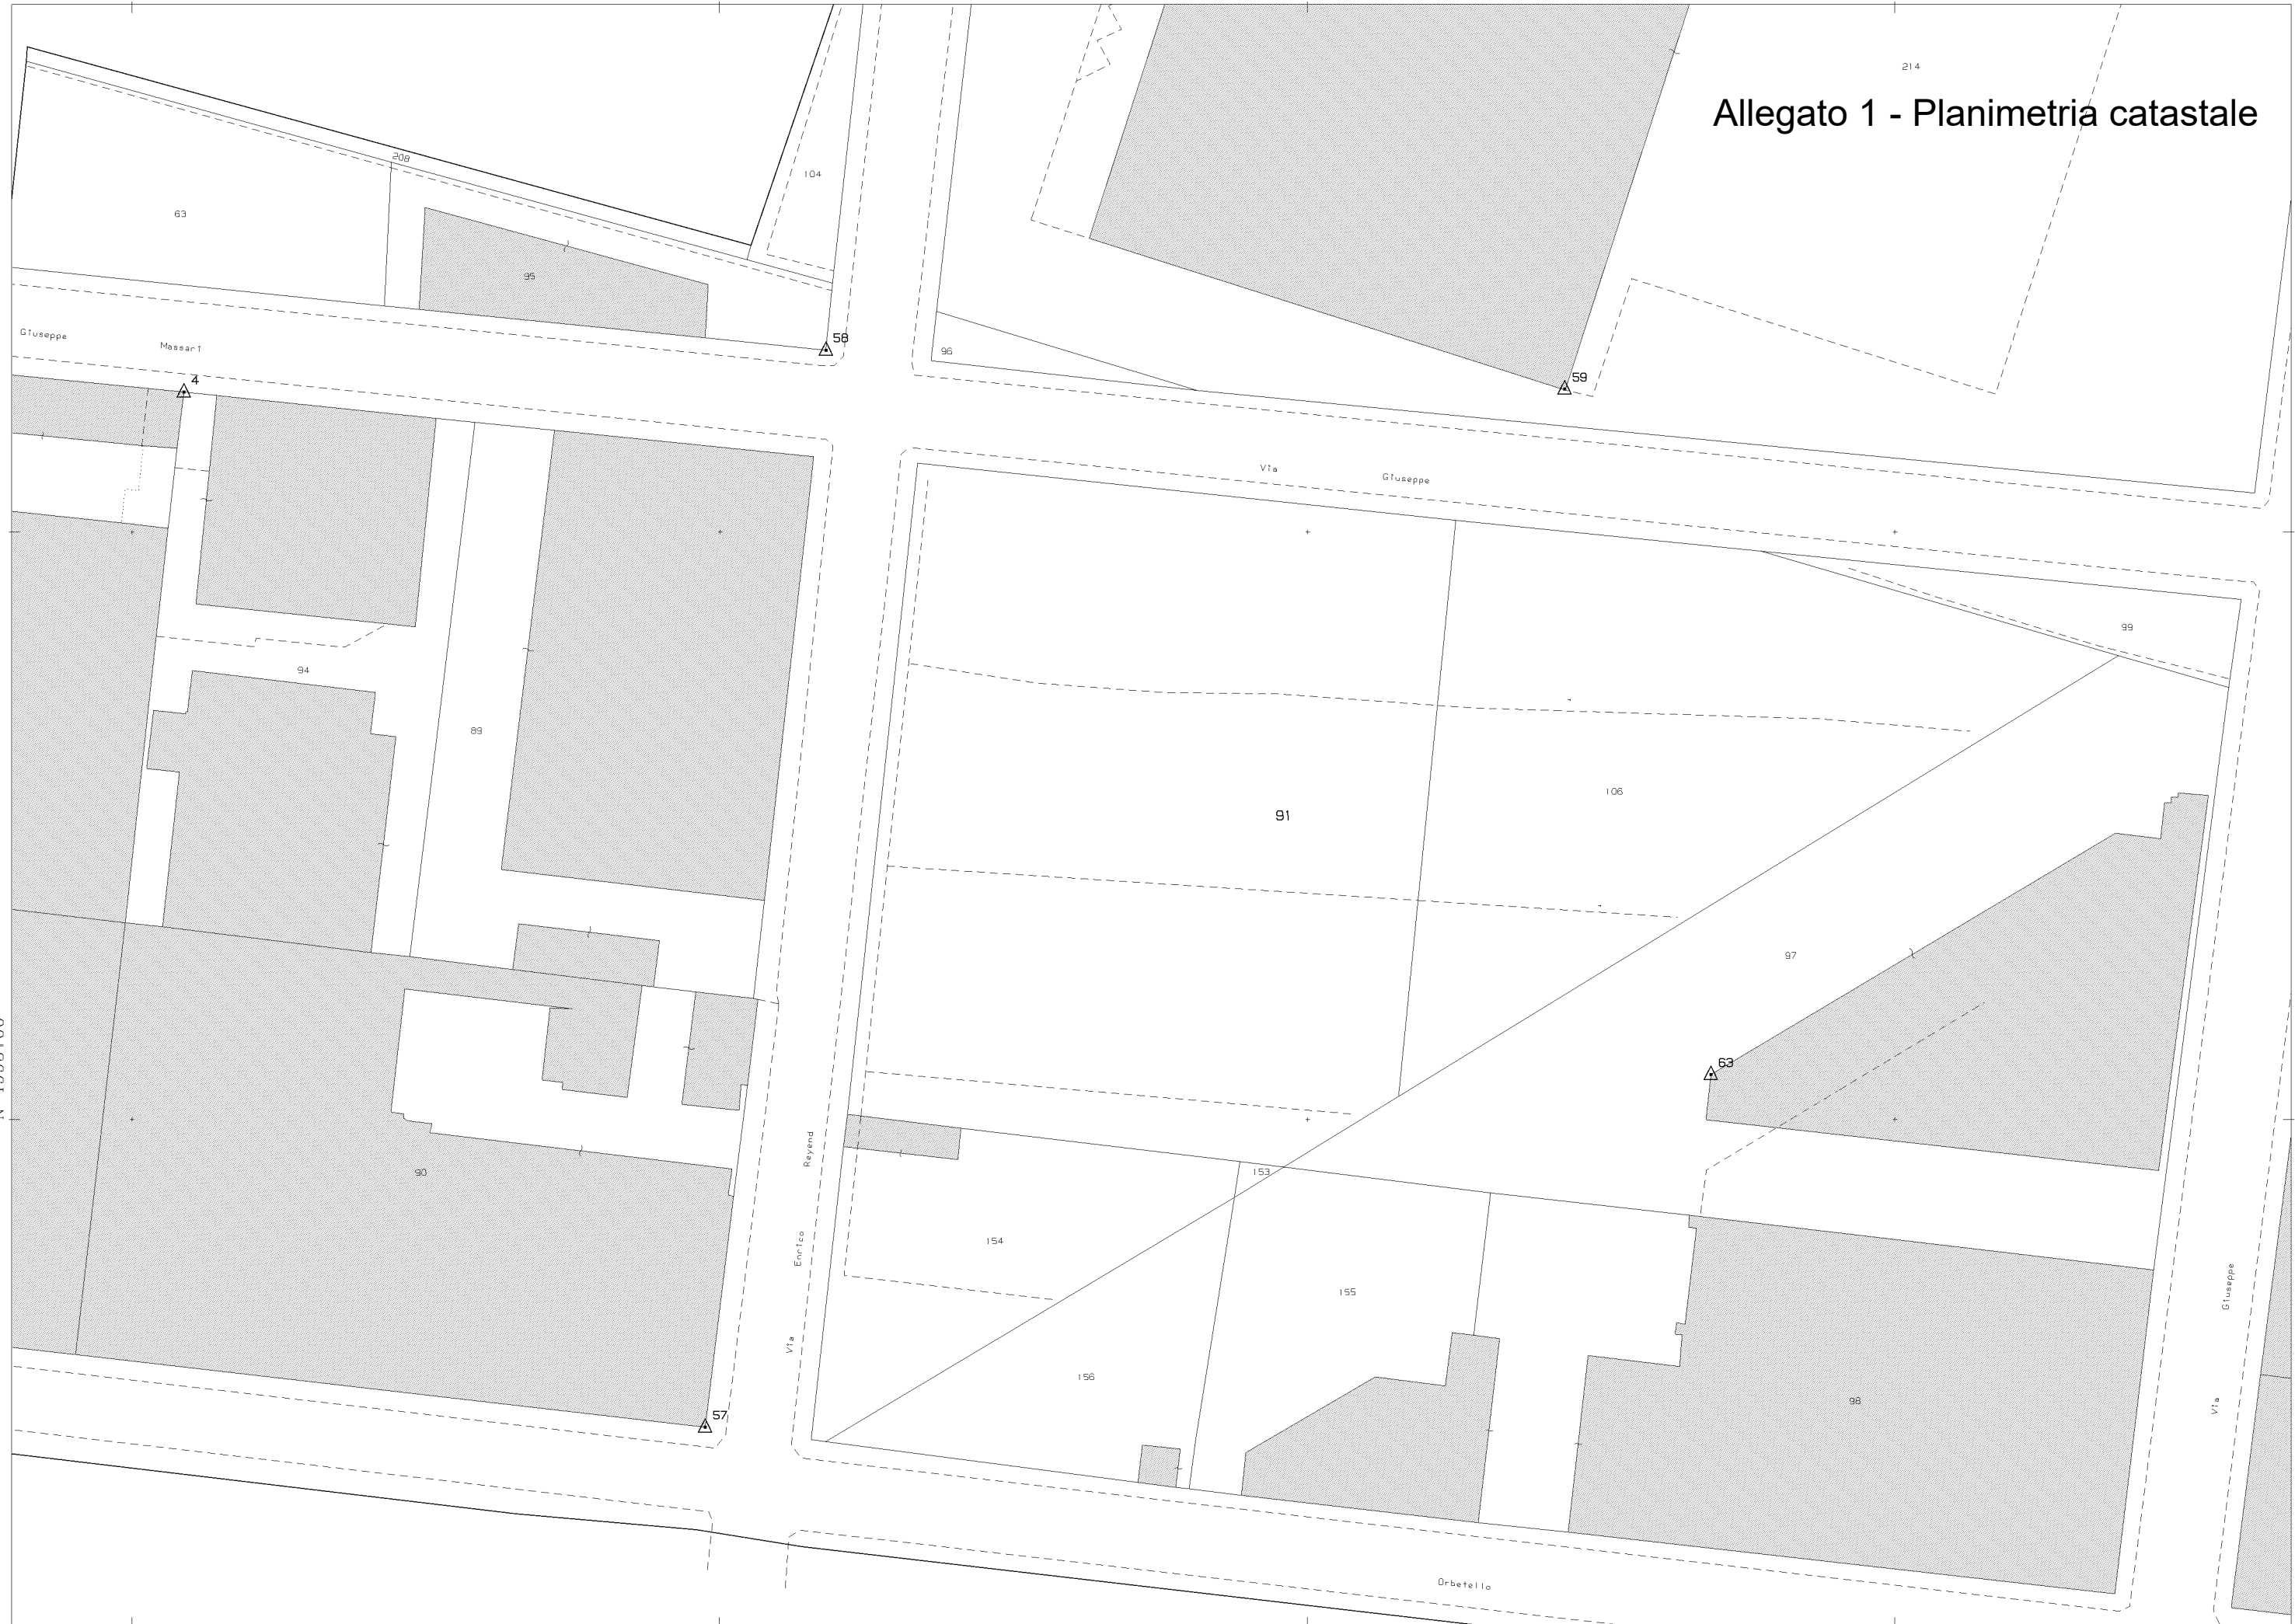 214
Allegato 1 - Planimetria catastale
208
104
63
95
58
Giuseppe
Massari
96
59
4
Via
Giuseppe
99
94
89
106
91
97
63
90
Via Enrico Reyend
153
154
155
156
98
Via Giuseppe
57
Orbetello